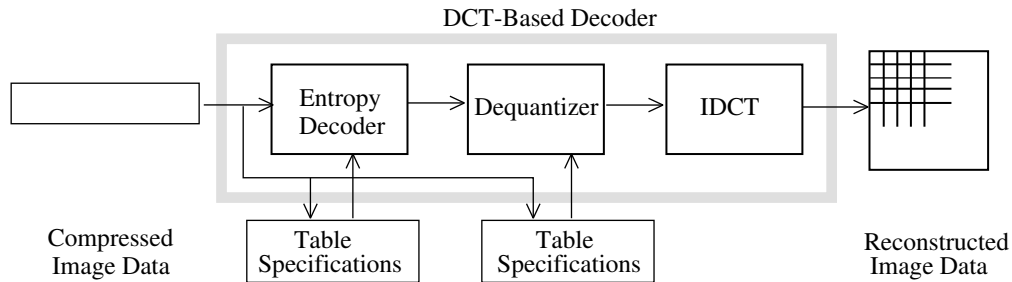 DCT-Based Decoder
Entropy
Decoder
Dequantizer
IDCT
Table
Specifications
Table
Specifications
Compressed
Image Data
Reconstructed
Image Data